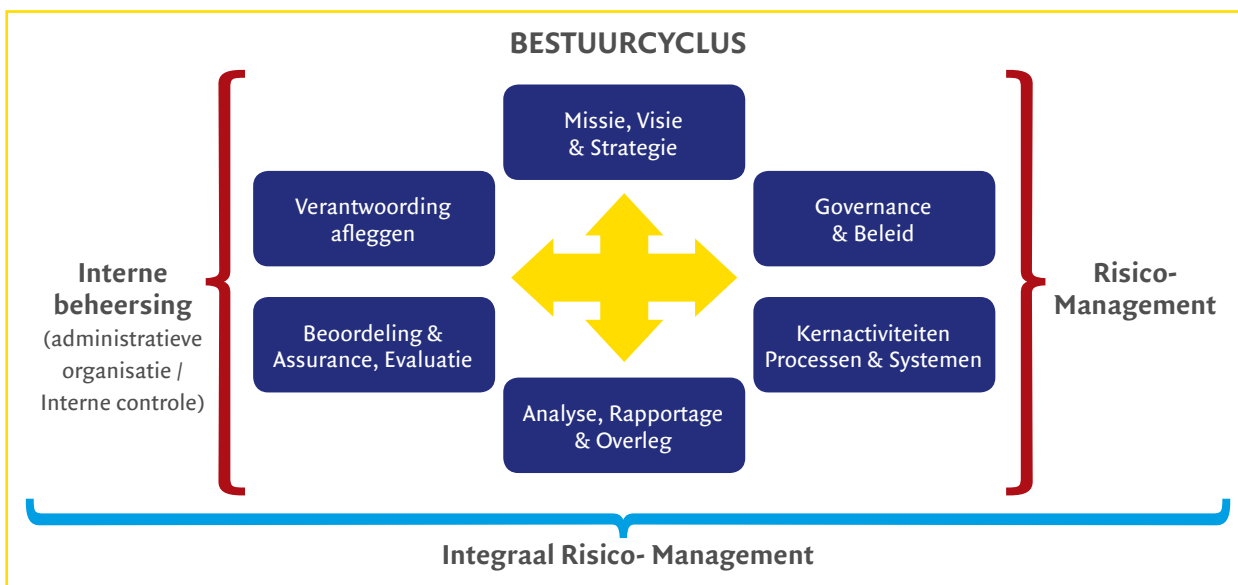 BESTUURCYCLUS
Missie, Visie
& Strategie
Verantwoording
afleggen
Governance
& Beleid
Interne
beheersing
(administratieve
organisatie /
Interne controle)
Risico-
Management
Beoordeling &
Assurance, Evaluatie
Kernactiviteiten
Processen & Systemen
Analyse, Rapportage
& Overleg
Integraal Risico- Management